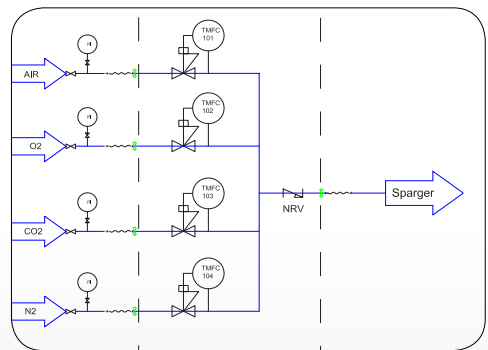 PI
TMFC
101
AIR
PI
TMFC
102
O2
Sparger
NRV
PI
TMFC
103
CO2
PI
TMFC
104
N2